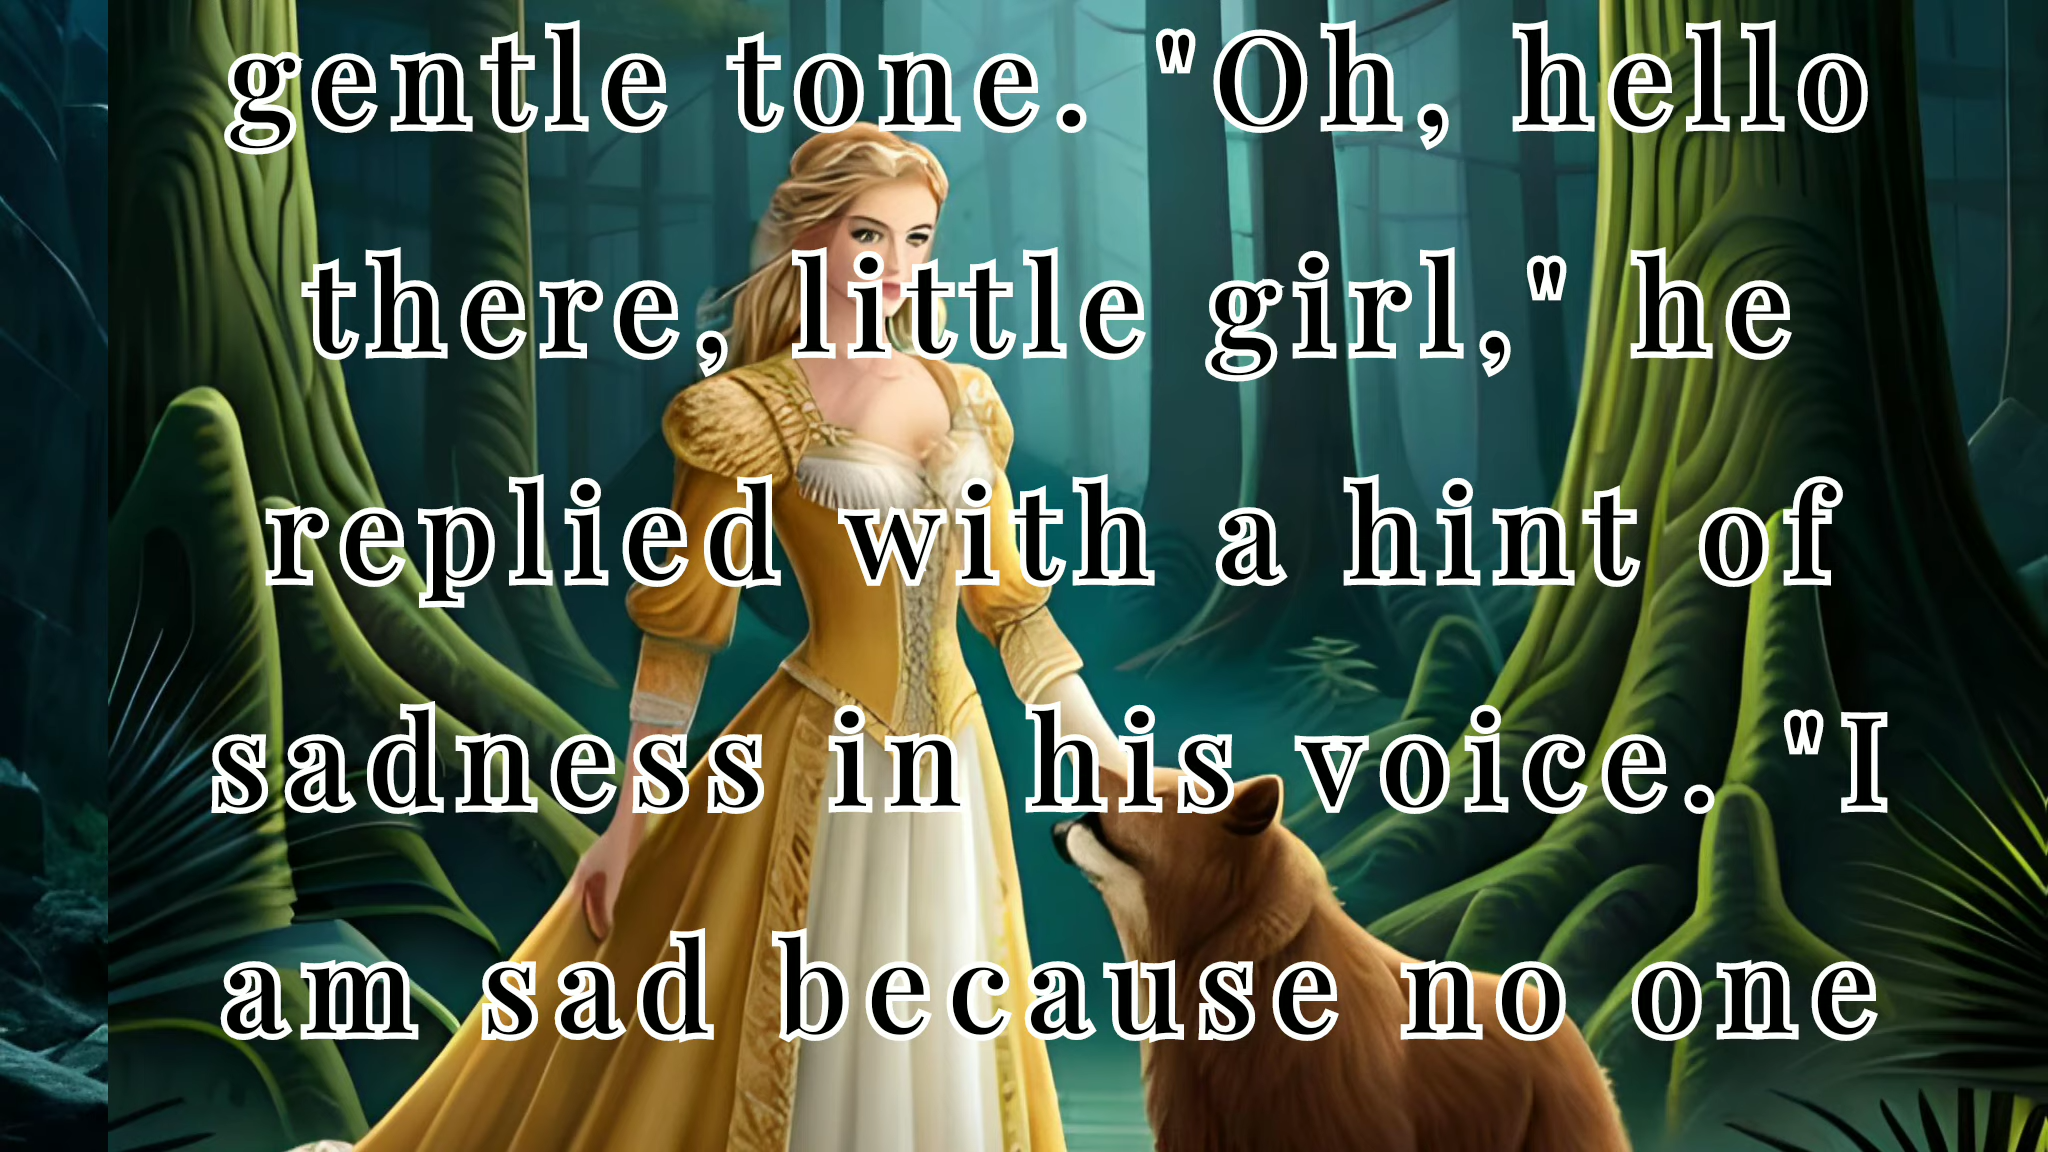 gentle tone. "Oh, hello
there, little girl," he
replied with a hint of
sadness in his voice. "I
am sad because no one